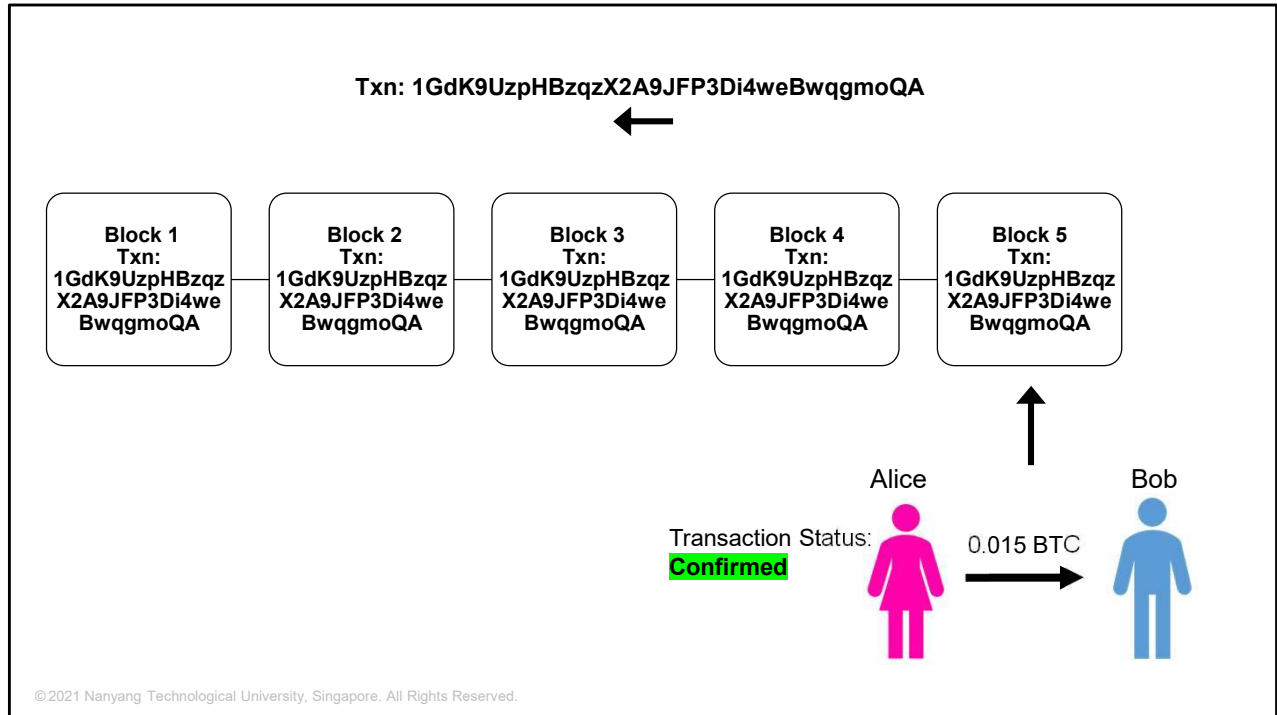 Txn: 1GdK9UzpHBzqzX2A9JFP3Di4weBwqgmoQA
Block 1
Txn:
1GdK9UzpHBzqz
X2A9JFP3Di4we
BwqgmoQA
Block 2
Txn:
1GdK9UzpHBzqz
X2A9JFP3Di4we
BwqgmoQA
Block 3
Txn:
1GdK9UzpHBzqz
X2A9JFP3Di4we
BwqgmoQA
Block 4
Txn:
1GdK9UzpHBzqz
X2A9JFP3Di4we
BwqgmoQA
Block 5
Txn:
1GdK9UzpHBzqz
X2A9JFP3Di4we
BwqgmoQA
Alice
Bob
Transaction Status:
Confirmed
0.015 BTC
© 2021 Nanyang Technological University, Singapore. All Rights Reserved.